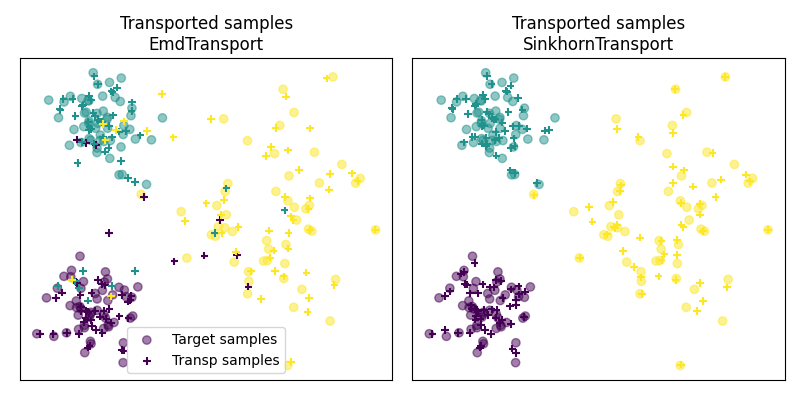 Transported samples
EmdTransport
Transported samples
SinkhornTransport
Target samples
Transp samples